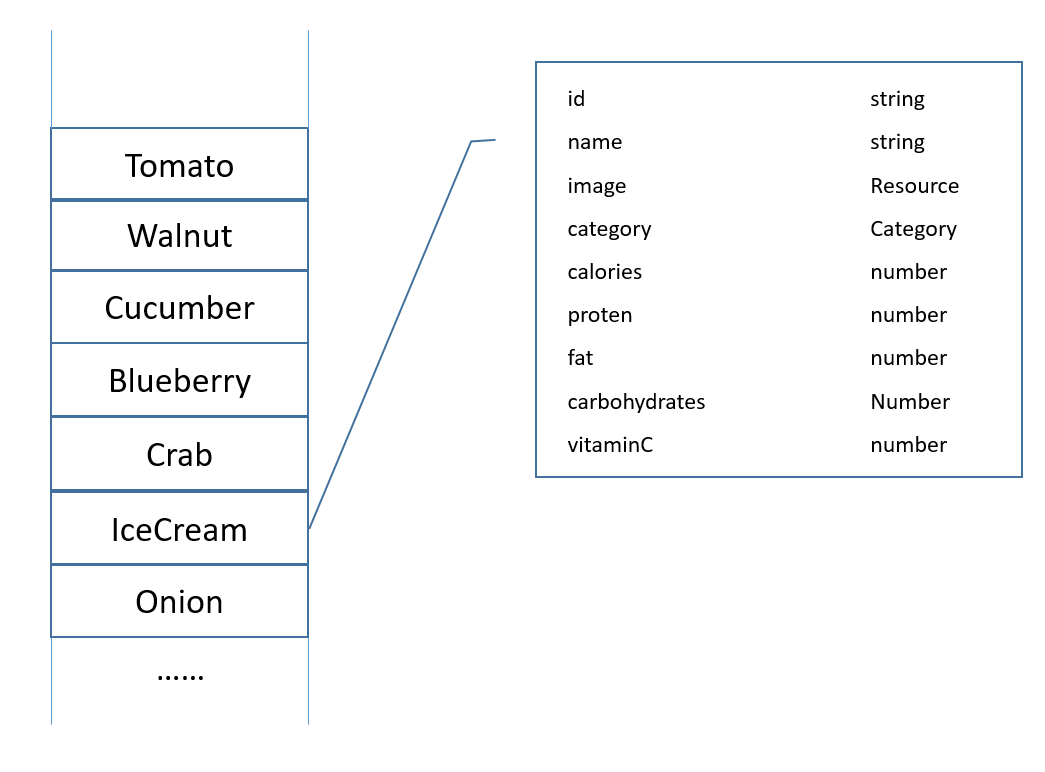 Tomato
Walnut
Cucumber
Blueberry
Crab
IceCream
Onion
......
id string
name string
image Resource
category Category
calories number
proten number
fat number
carbohydrates Number
vitaminC number